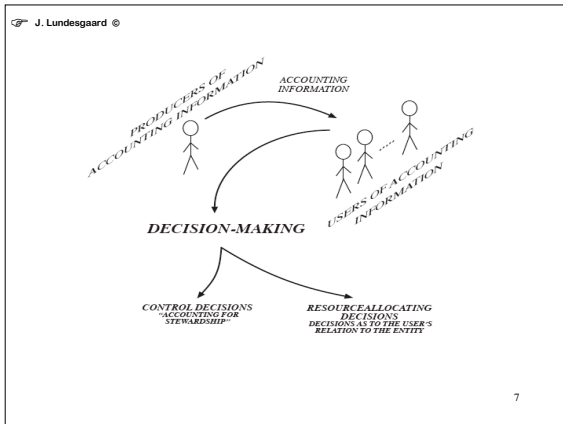 ☞ J. Lundesgaard ©
PRODUCERS OF
ACCOUNTING INFORMATION
ACCOUNTING
INFORMATION
USERS OF ACCOUNTING
INFORMATION
DECISION-MAKING
CONTROL DECISIONS
"ACCOUNTING FOR
STEWARDSHIP"
RESOURCEALLOCATING
DECISIONS
DECISIONS AS TO THE USER'S
RELATION TO THE ENTITY
7